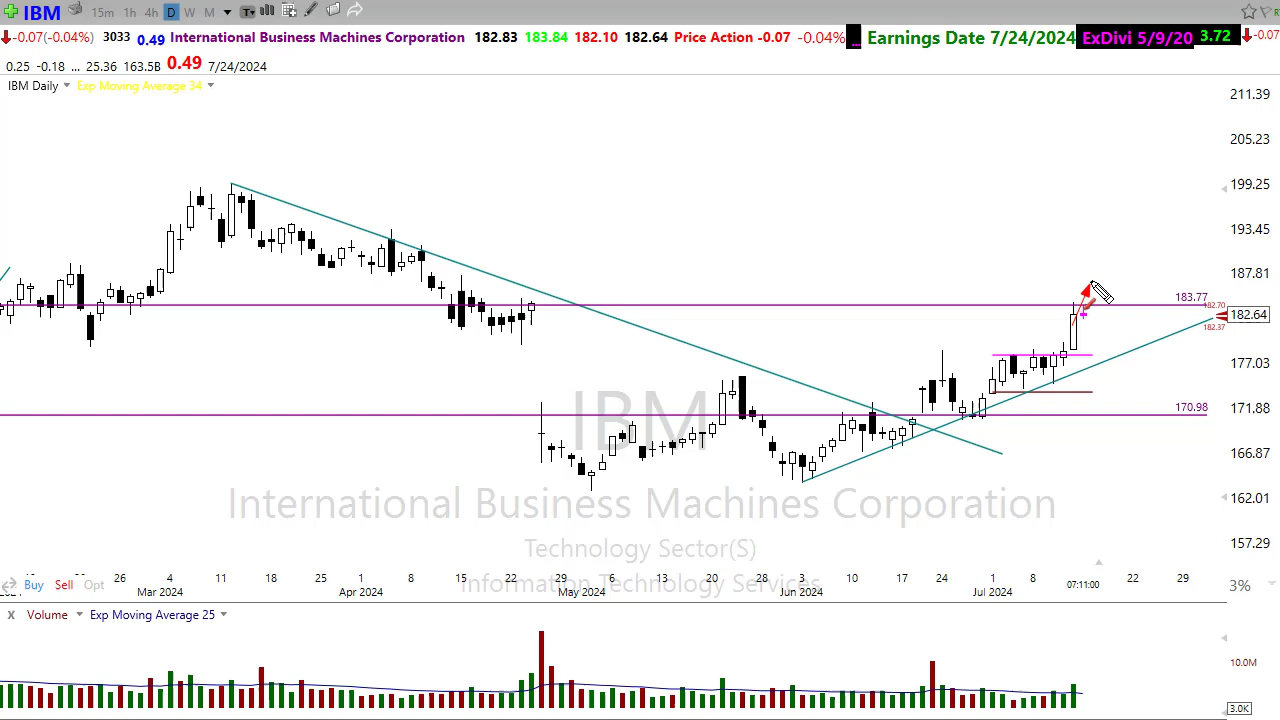 IBM 15m 1h 4h D W M T
-0.07(-0.04%) 3033 0.49 International Business Machines Corporation 182.83 183.84 182.10 182.64 Price Action -0.07 -0.04% ... Earnings Date 7/24/2024 ExDivi 5/9/20 3.72 -0.07
0.25 -0.18 ... 25.36 163.5B 0.49 7/24/2024
IBM Daily Exp Moving Average 34
211.39
205.23
199.25
193.45
187.81
183.77
182.70
182.64
182.37
177.03
171.88
170.98
166.87
162.01
157.29
IBM
International Business Machines Corporation
Technology Sector(S)
Information Technology Services
26 4 11 18 25 1 8 15 22 29 6 13 20 28 3 10 17 24 1 8 07:11:00 22 29
Buy Sell Opt
Mar 2024 Apr 2024 May 2024 Jun 2024 Jul 2024
3%
X Volume Exp Moving Average 25
10.0M
3.0K